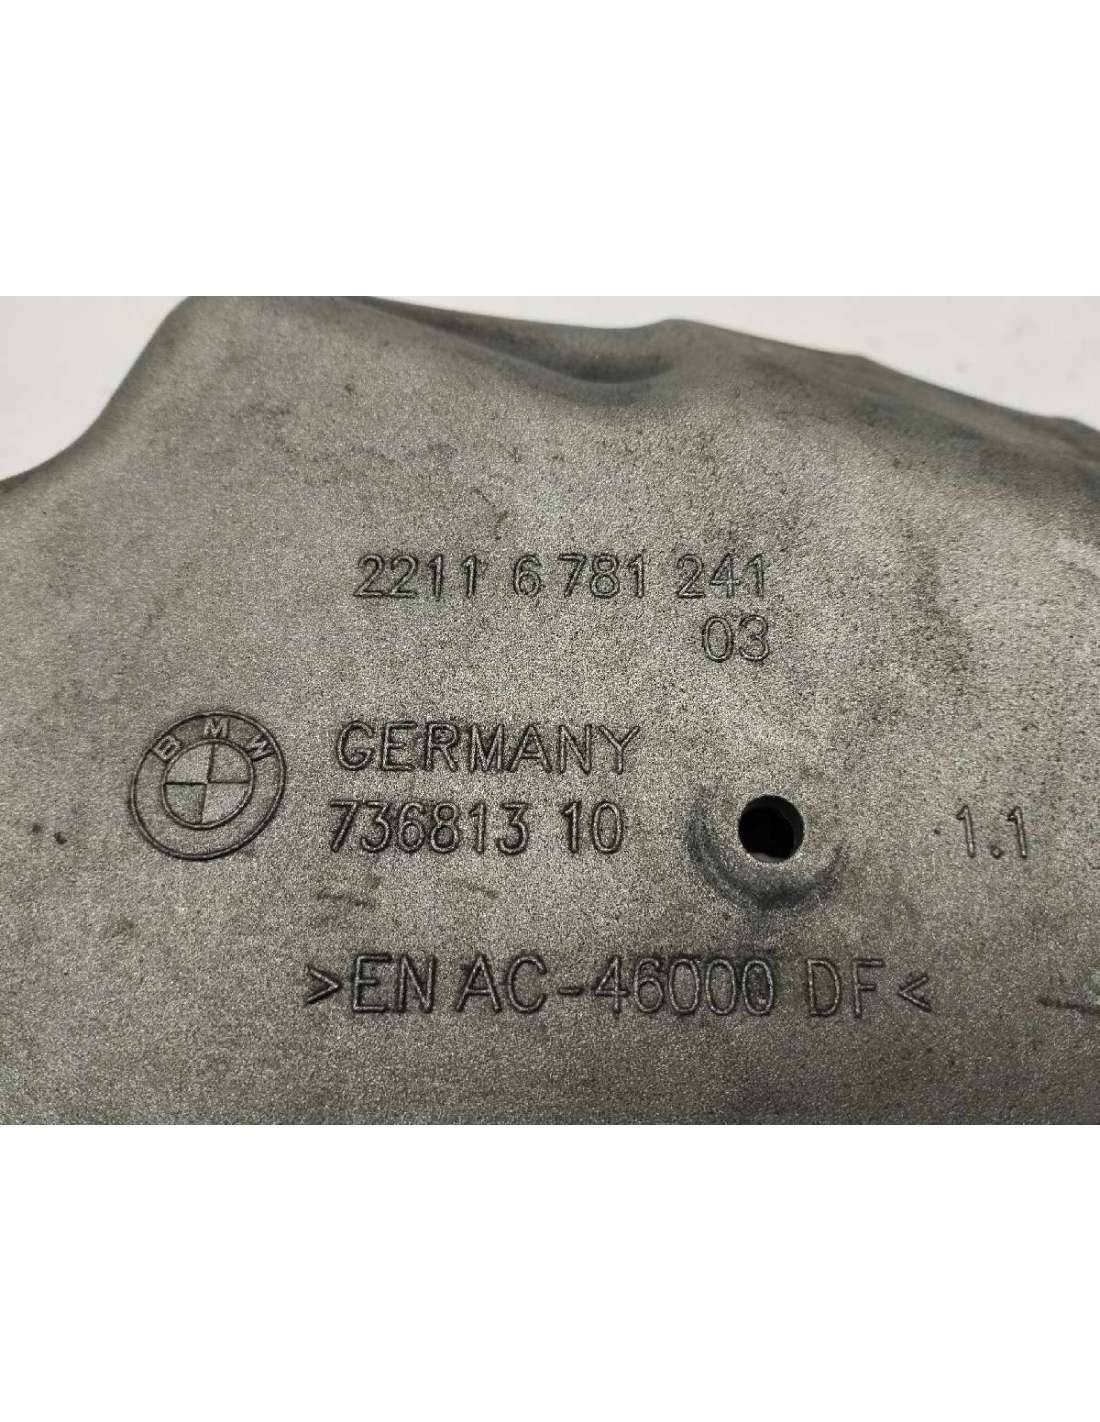 2211 6 781 241
03
BMW
GERMANY
736813 10
1.1
>EN AC-46000 DF<